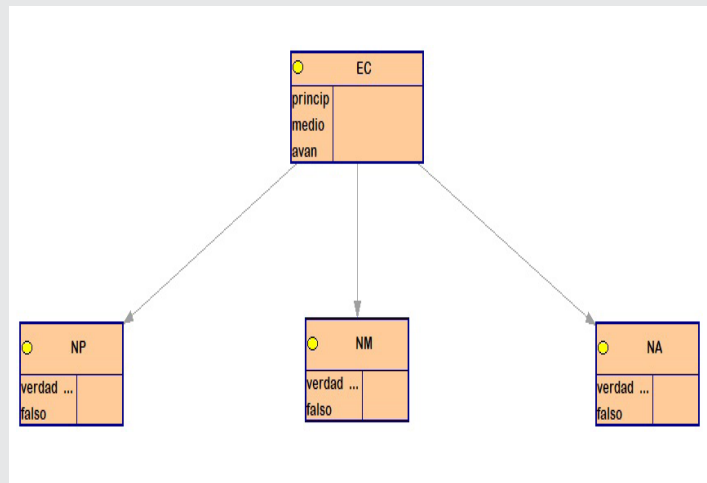 EC
princip
medio
avan
NP
verdad ...
falso
NM
verdad ...
falso
NA
verdad ...
falso